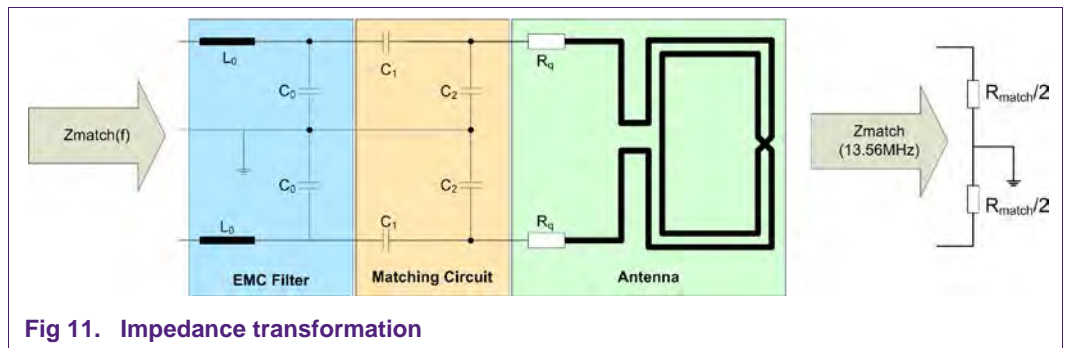 L0
C1
Rq
C0
C2
Zmatch(f)
Zmatch
(13.56MHz)
Rmatch/2
C0
C2
Rmatch/2
L0
C1
Rq
EMC Filter
Matching Circuit
Antenna
Fig 11. Impedance transformation